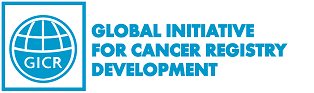 GICR
GLOBAL INITIATIVE
FOR CANCER REGISTRY
DEVELOPMENT